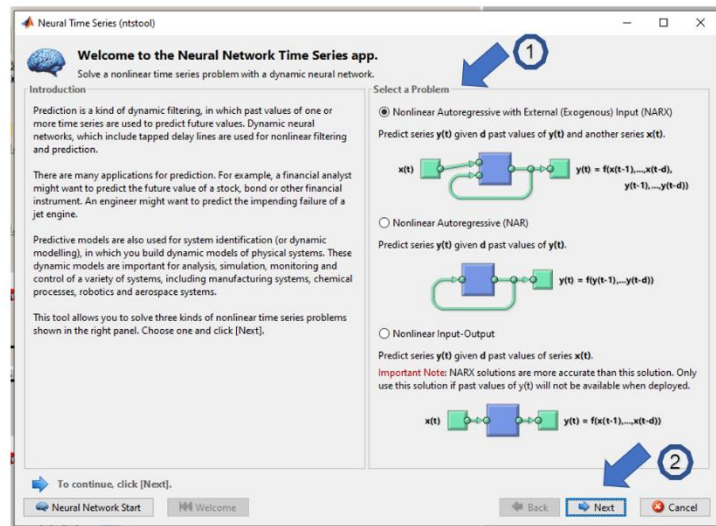 Neural Time Series (ntstool)
Welcome to the Neural Network Time Series app.
Solve a nonlinear time series problem with a dynamic neural network.
1
Introduction
Prediction is a kind of dynamic filtering, in which past values of one or
more time series are used to predict future values. Dynamic neural
networks, which include tapped delay lines are used for nonlinear filtering
and prediction.
There are many applications for prediction. For example, a financial analyst
might want to predict the future value of a stock, bond or other financial
instrument. An engineer might want to predict the impending failure of a
jet engine.
Predictive models are also used for system identification (or dynamic
modelling), in which you build dynamic models of physical systems. These
dynamic models are important for analysis, simulation, monitoring and
control of a variety of systems, including manufacturing systems, chemical
processes, robotics and aerospace systems.
This tool allows you to solve three kinds of nonlinear time series problems
shown in the right panel. Choose one and click [Next].
Select a Problem
Nonlinear Autoregressive with External (Exogenous) Input (NARX)
Predict series y(t) given d past values of y(t) and another series x(t).
x(t) y(t) = f(x(t-1),...,x(t-d),
y(t-1),...,y(t-d))
Nonlinear Autoregressive (NAR)
Predict series y(t) given d past values of y(t).
y(t) = f(y(t-1),...y(t-d))
Nonlinear Input-Output
Predict series y(t) given d past values of series x(t).
Important Note: NARX solutions are more accurate than this solution. Only
use this solution if past values of y(t) will not be available when deployed.
x(t) y(t) = f(x(t-1),...,x(t-d))
2
To continue, click [Next].
Neural Network Start Welcome Back Next Cancel